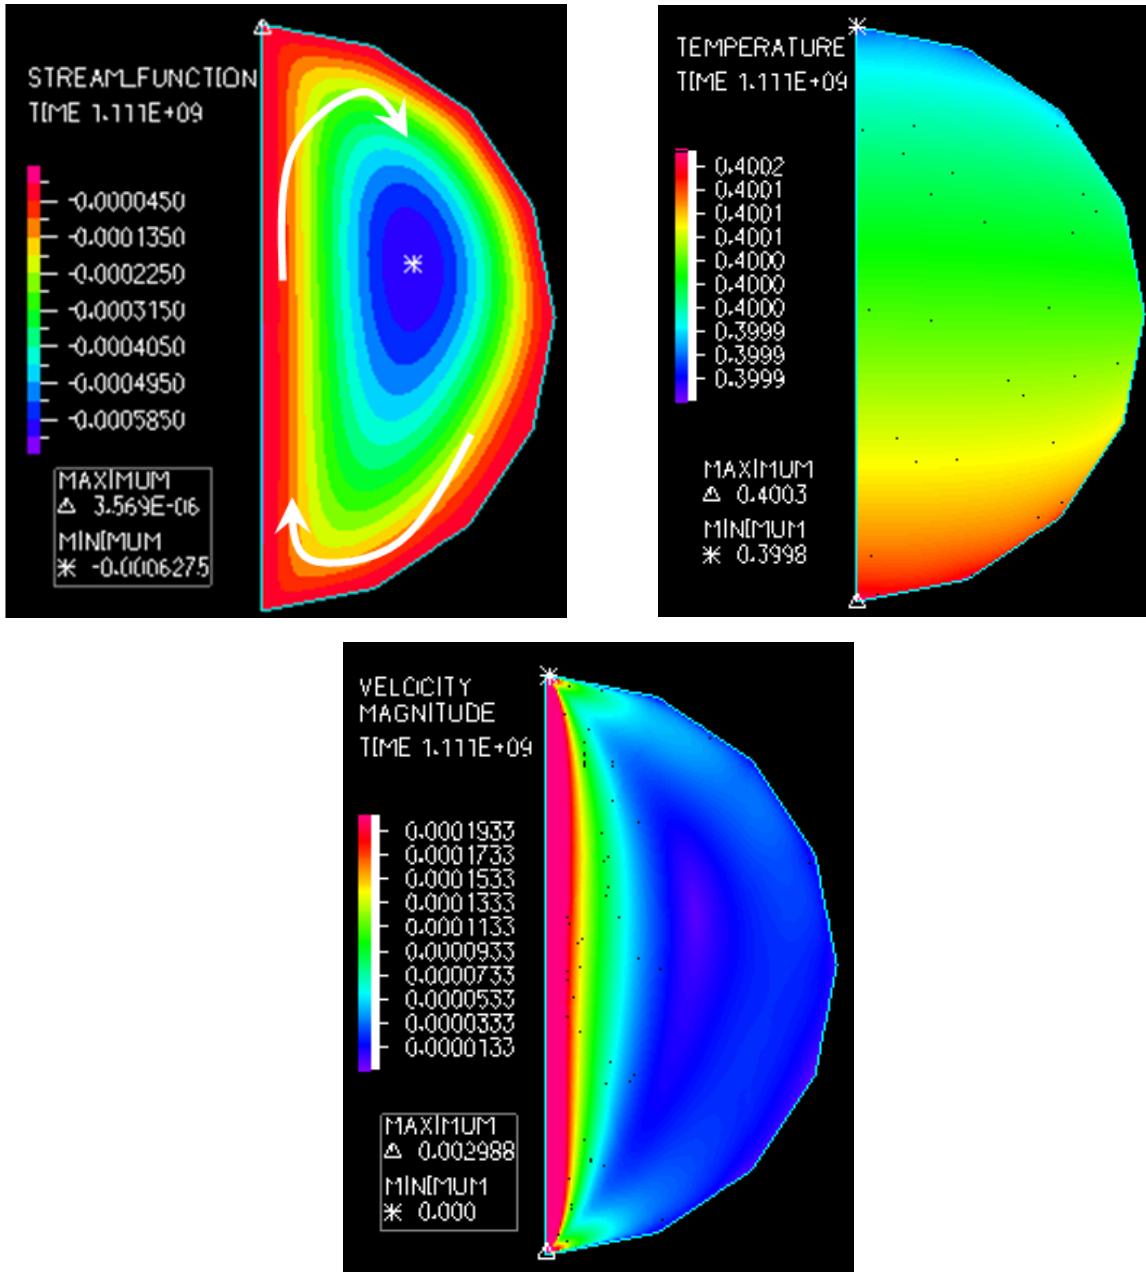 STREAM_FUNCTION
TIME 1.111E+09
-0.0000450
-0.0001350
-0.0002250
-0.0003150
-0.0004050
-0.0004950
-0.0005850
MAXIMUM
3.569E-06
MINIMUM
-0.0006275
TEMPERATURE
TIME 1.111E+09
0.4002
0.4001
0.4001
0.4001
0.4000
0.4000
0.4000
0.3999
0.3999
0.3999
MAXIMUM
0.4003
MINIMUM
0.3998
VELOCITY
MAGNITUDE
TIME 1.111E+09
0.0001933
0.0001733
0.0001533
0.0001333
0.0001133
0.0000933
0.0000733
0.0000533
0.0000333
0.0000133
MAXIMUM
0.002988
MINIMUM
0.000